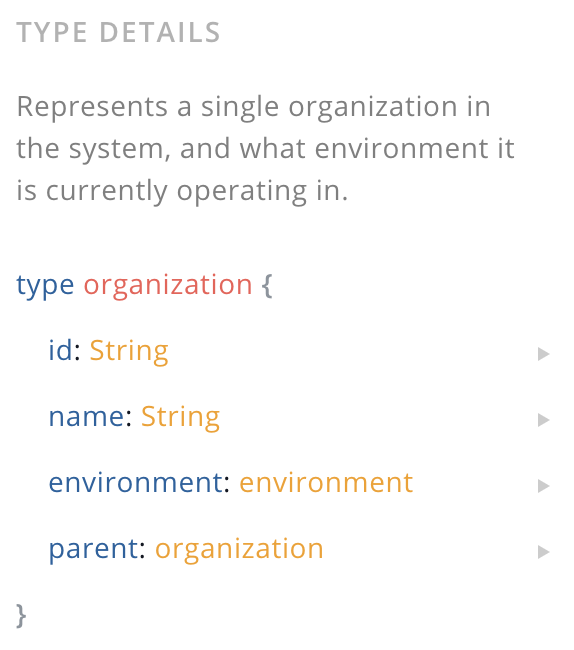 TYPE DETAILS
Represents a single organization in
the system, and what environment it
is currently operating in.
type organization {
id: String
name: String
environment: environment
parent: organization
}